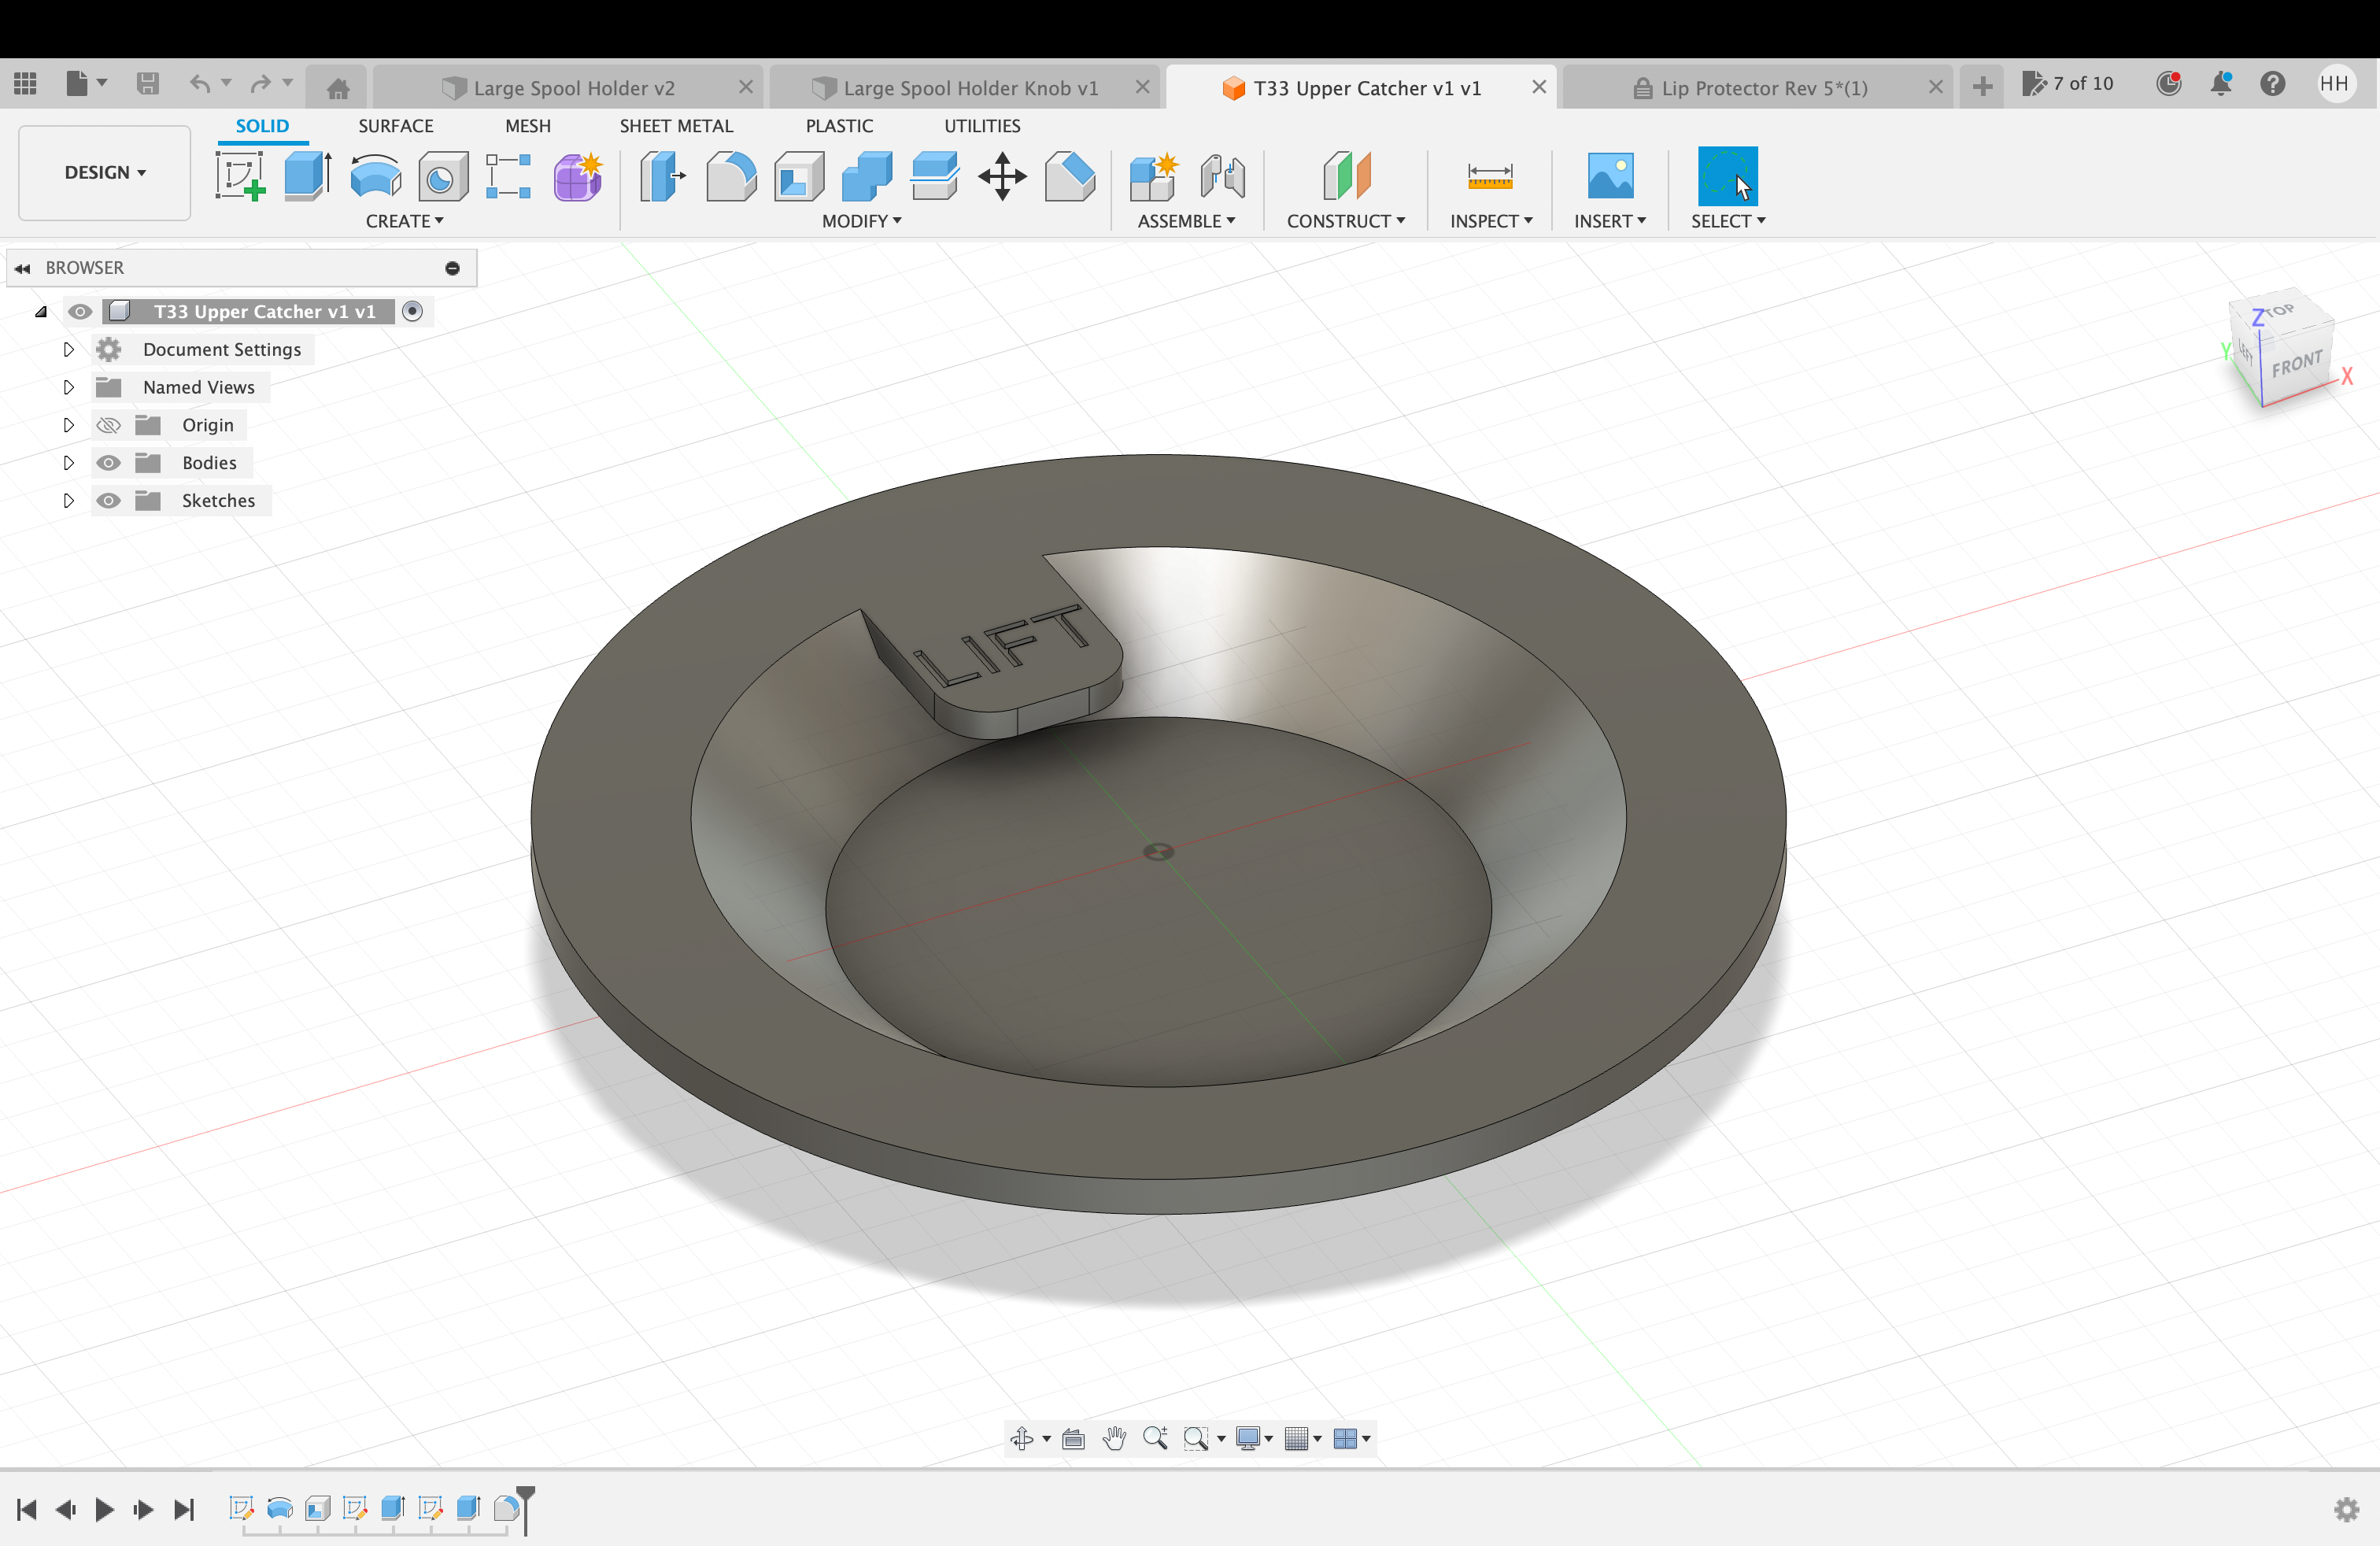 Large Spool Holder v2
Large Spool Holder Knob v1
T33 Upper Catcher v1 v1
Lip Protector Rev 5*(1)
7 of 10
HH
SOLID
SURFACE
MESH
SHEET METAL
PLASTIC
UTILITIES
DESIGN
CREATE
MODIFY
ASSEMBLE
CONSTRUCT
INSPECT
INSERT
SELECT
BROWSER
T33 Upper Catcher v1 v1
Document Settings
Named Views
Origin
Bodies
Sketches
TOP
Z
Y
LEFT
FRONT
X
LIFT